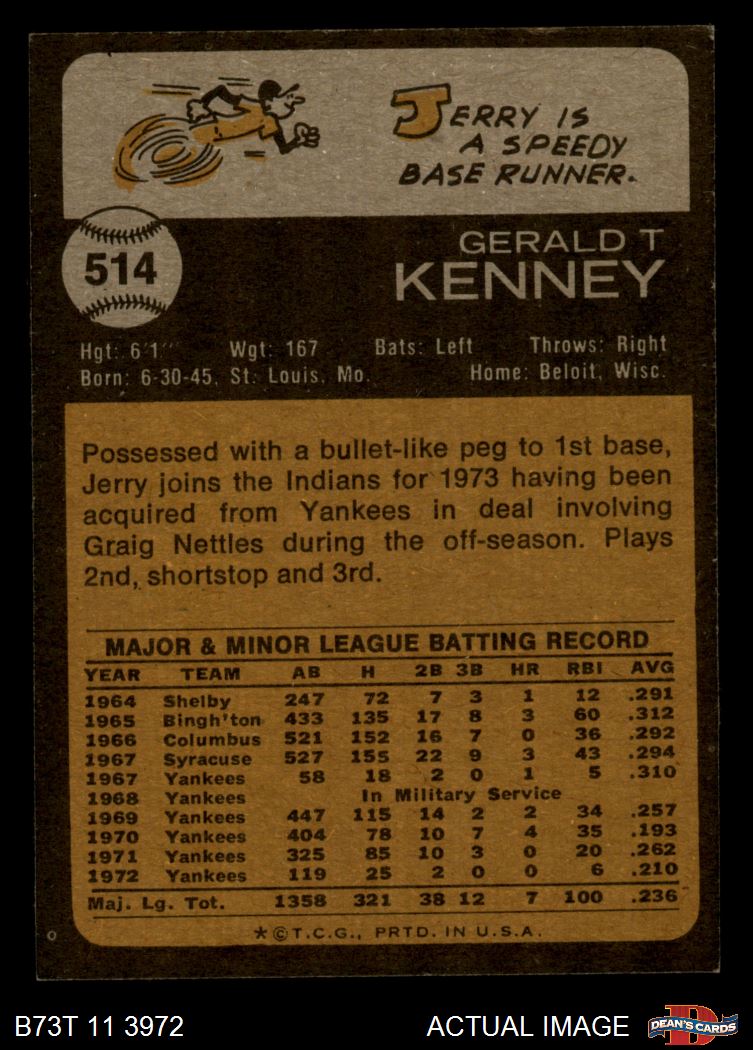 JERRY IS
A SPEEDY
BASE RUNNER.
514
GERALD T
KENNEY
Hgt: 6'1" Wgt: 167 Bats: Left Throws: Right
Born: 6-30-45, St. Louis, Mo. Home: Beloit, Wisc.
Possessed with a bullet-like peg to 1st base,
Jerry joins the Indians for 1973 having been
acquired from Yankees in deal involving
Graig Nettles during the off-season. Plays
2nd, shortstop and 3rd.
MAJOR & MINOR LEAGUE BATTING RECORD
YEAR TEAM AB H 2B 3B HR RBI AVG
1964 Shelby 247 72 7 3 1 12 .291
1965 Bingh'ton 433 135 17 8 3 60 .312
1966 Columbus 521 152 16 7 0 36 .292
1967 Syracuse 527 155 22 9 3 43 .294
1967 Yankees 58 18 2 0 1 5 .310
1968 Yankees In Military Service
1969 Yankees 447 115 14 2 2 34 .257
1970 Yankees 404 78 10 7 4 35 .193
1971 Yankees 325 85 10 3 0 20 .262
1972 Yankees 119 25 2 0 0 6 .210
Maj. Lg. Tot. 1358 321 38 12 7 100 .236
*©T.C.G., PRTD. IN U.S.A.
B73T 11 3972 ACTUAL IMAGE D DEAN'S CARDS